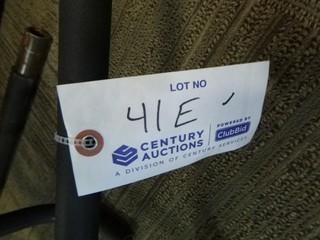 LOT NO
41E
CENTURY
AUCTIONS
POWERED BY
ClubBid
A DIVISION OF CENTURY SERVICES